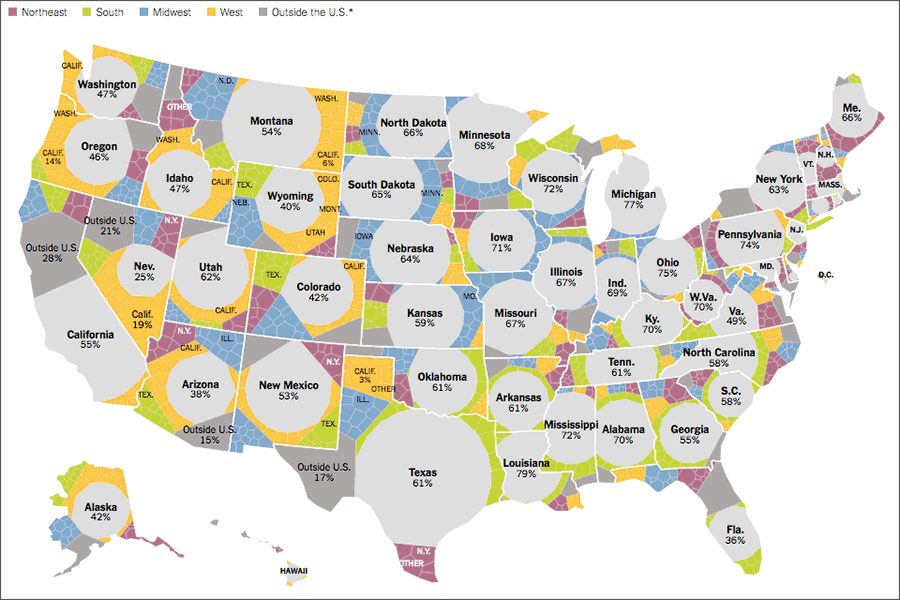 Northeast South Midwest West Outside the U.S.*
CALIF.
Washington
47%
WASH.
Oregon
46%
CALIF.
14%
N.D.
OTHER
WASH.
Idaho
47%
CALIF.
Montana
54%
WASH.
CALIF.
6%
TEX.
NEB.
COLO.
Wyoming
40%
MONT.
UTAH
MINN.
North Dakota
66%
South Dakota
65%
MINN.
Minnesota
68%
Wisconsin
72%
Michigan
77%
Me.
66%
VT.
N.H.
MASS.
New York
63%
Pennsylvania
74%
N.J.
MD.
D.C.
Outside U.S.
28%
Outside U.S.
21%
N.Y.
Nev.
25%
Calif.
19%
California
55%
Utah
62%
CALIF.
TEX.
CALIF.
Colorado
42%
IOWA
Nebraska
64%
Iowa
71%
MO.
Kansas
59%
Missouri
67%
Illinois
67%
Ind.
69%
Ohio
75%
W.Va.
70%
Va.
49%
Ky.
70%
Tenn.
61%
North Carolina
58%
S.C.
58%
N.Y.
CALIF.
ILL.
Arizona
38%
TEX.
Outside U.S.
15%
N.Y.
New Mexico
53%
TEX.
CALIF.
3%
OTHER
ILL.
Oklahoma
61%
Arkansas
61%
Mississippi
72%
Alabama
70%
Georgia
55%
Louisiana
79%
Outside U.S.
17%
Texas
61%
N.Y.
OTHER
Fla.
36%
Alaska
42%
HAWAII